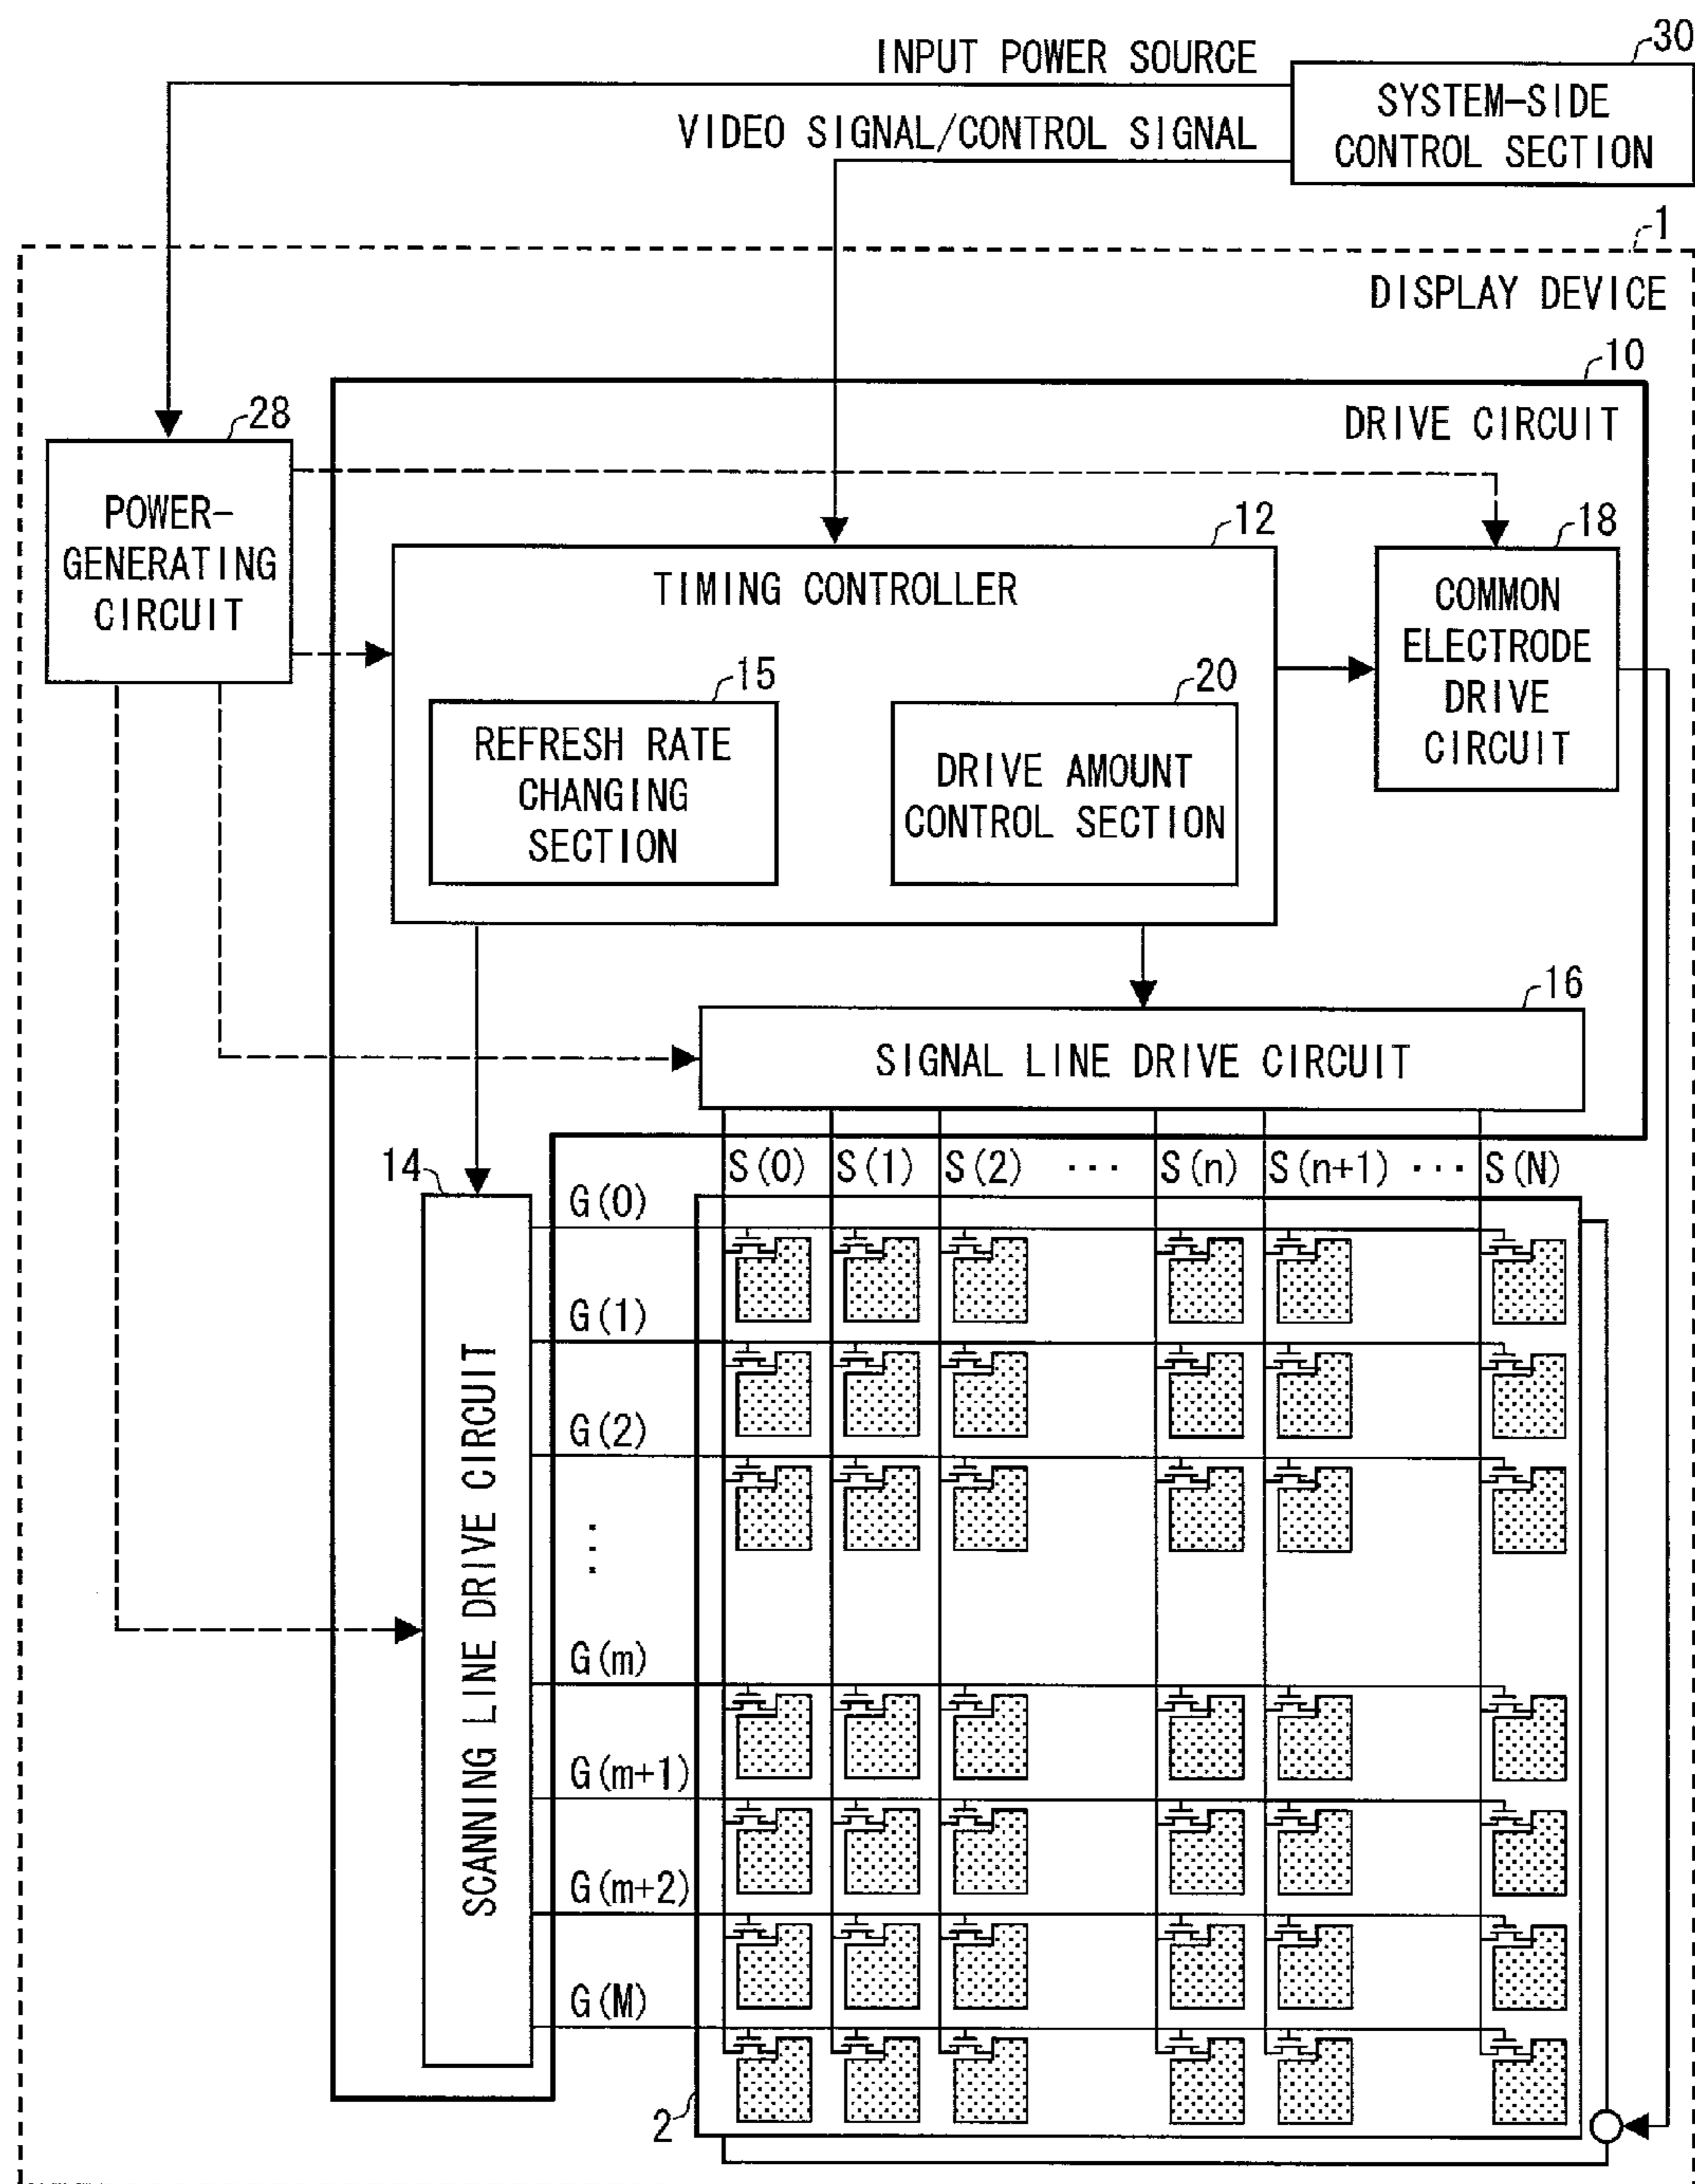 30
INPUT POWER SOURCE
SYSTEM-SIDE
CONTROL SECTION
VIDEO SIGNAL/CONTROL SIGNAL
1
DISPLAY DEVICE
10
DRIVE CIRCUIT
28
POWER-
GENERATING
CIRCUIT
12
TIMING CONTROLLER
18
COMMON
ELECTRODE
DRIVE
CIRCUIT
15
REFRESH RATE
CHANGING
SECTION
20
DRIVE AMOUNT
CONTROL SECTION
16
SIGNAL LINE DRIVE CIRCUIT
S(0) S(1) S(2) ··· S(n) S(n+1) ··· S(N)
14
SCANNING LINE DRIVE CIRCUIT
G(0)
G(1)
G(2)
⋮
G(m)
G(m+1)
G(m+2)
G(M)
2